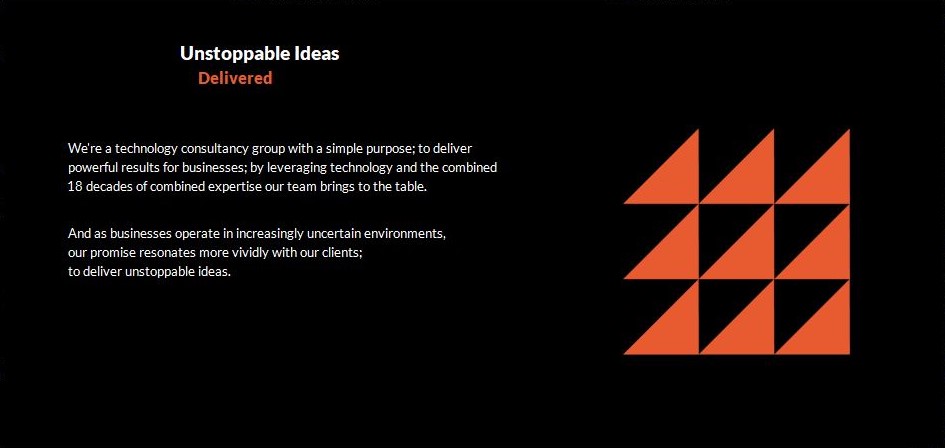 Unstoppable Ideas
Delivered
We're a technology consultancy group with a simple purpose; to deliver
powerful results for businesses; by leveraging technology and the combined
18 decades of combined expertise our team brings to the table.
And as businesses operate in increasingly uncertain environments,
our promise resonates more vividly with our clients;
to deliver unstoppable ideas.